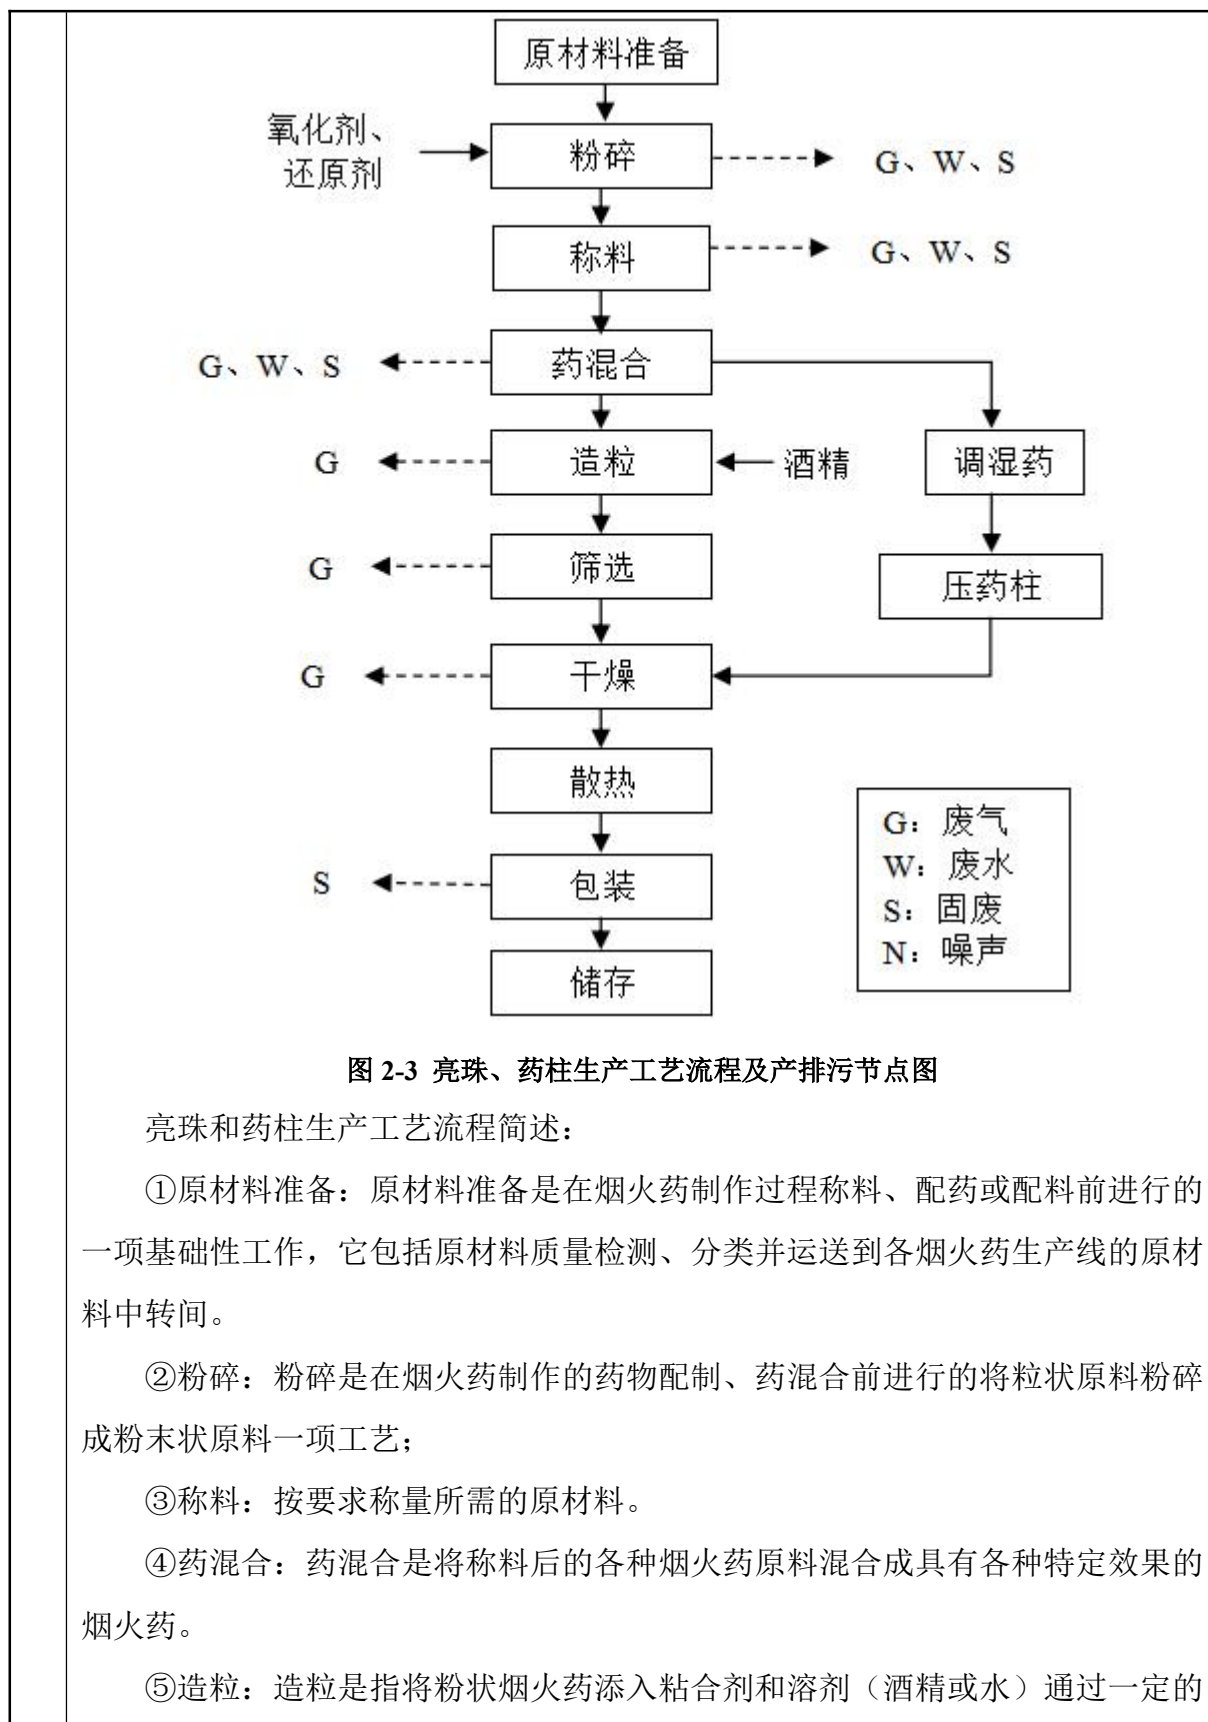 原材料准备
氧化剂、
还原剂
粉碎
G、W、S
称料
G、W、S
G、W、S
药混合
G
造粒
酒精
调湿药
G
筛选
压药柱
G
干燥
散热
G：废气
W：废水
S：固废
N：噪声
S
包装
储存
图 2-3 亮珠、药柱生产工艺流程及产排污节点图
亮珠和药柱生产工艺流程简述：
①原材料准备：原材料准备是在烟火药制作过程称料、配药或配料前进行的
一项基础性工作，它包括原材料质量检测、分类并运送到各烟火药生产线的原材
料中转间。
②粉碎：粉碎是在烟火药制作的药物配制、药混合前进行的将粒状原料粉碎
成粉末状原料一项工艺；
③称料：按要求称量所需的原材料。
④药混合：药混合是将称料后的各种烟火药原料混合成具有各种特定效果的
烟火药。
⑤造粒：造粒是指将粉状烟火药添入粘合剂和溶剂（酒精或水）通过一定的